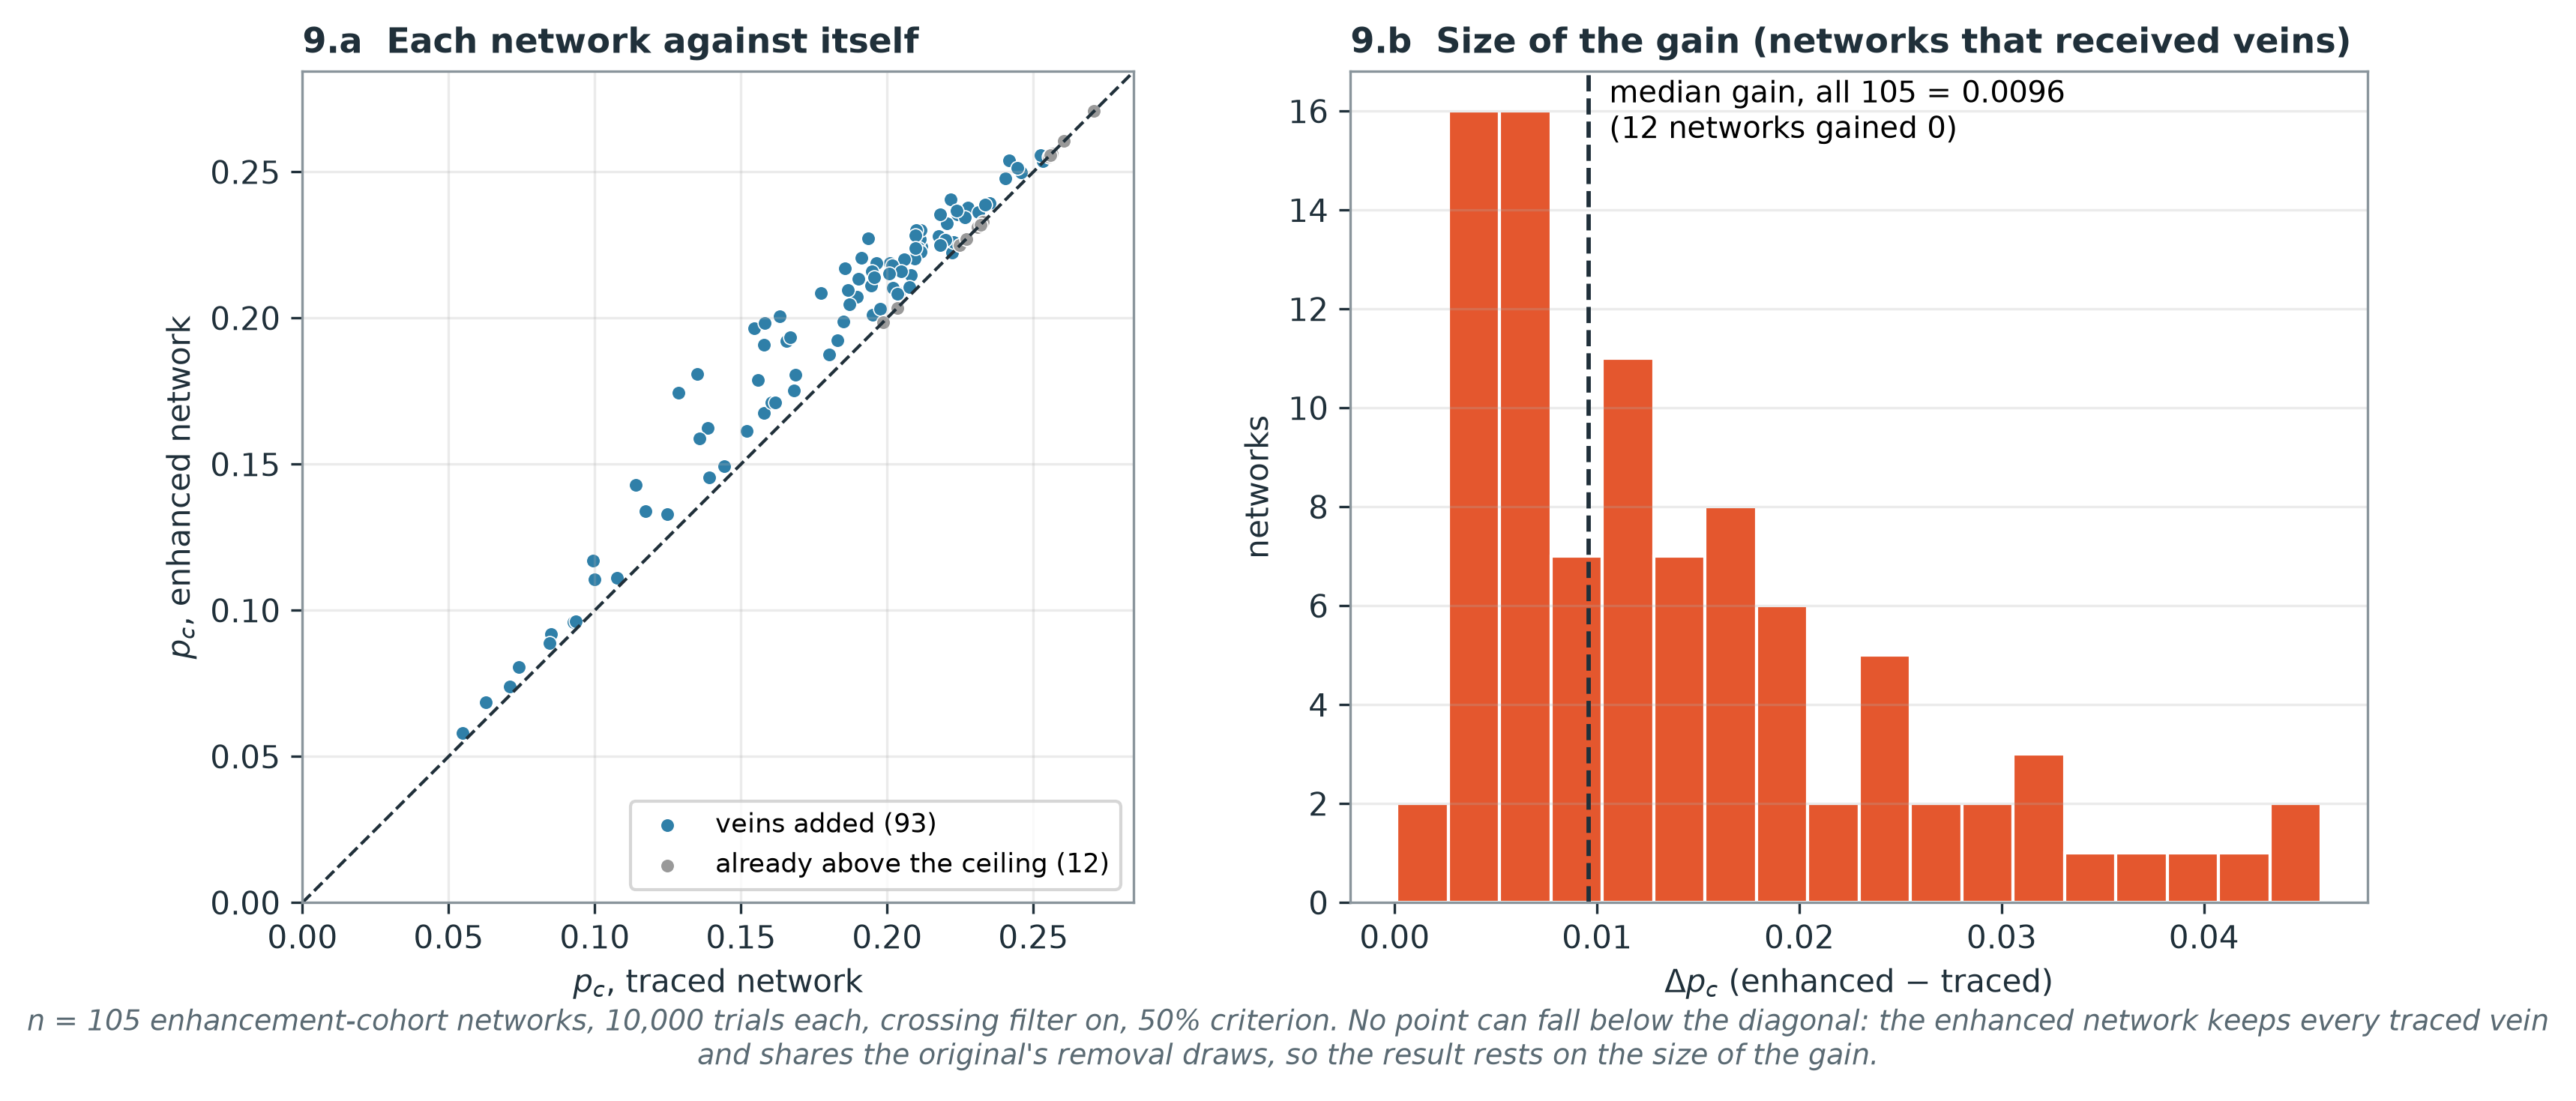 9.a  Each network against itself
0.25
0.20
0.15
0.10
0.05
0.00
pc, enhanced network
veins added (93)
already above the ceiling (12)
0.00 0.05 0.10 0.15 0.20 0.25
pc, traced network
9.b  Size of the gain (networks that received veins)
median gain, all 105 = 0.0096
(12 networks gained 0)
16
14
12
10
8
6
4
2
0
networks
0.00 0.01 0.02 0.03 0.04
Δpc (enhanced − traced)
n = 105 enhancement-cohort networks, 10,000 trials each, crossing filter on, 50% criterion. No point can fall below the diagonal: the enhanced network keeps every traced vein
and shares the original's removal draws, so the result rests on the size of the gain.